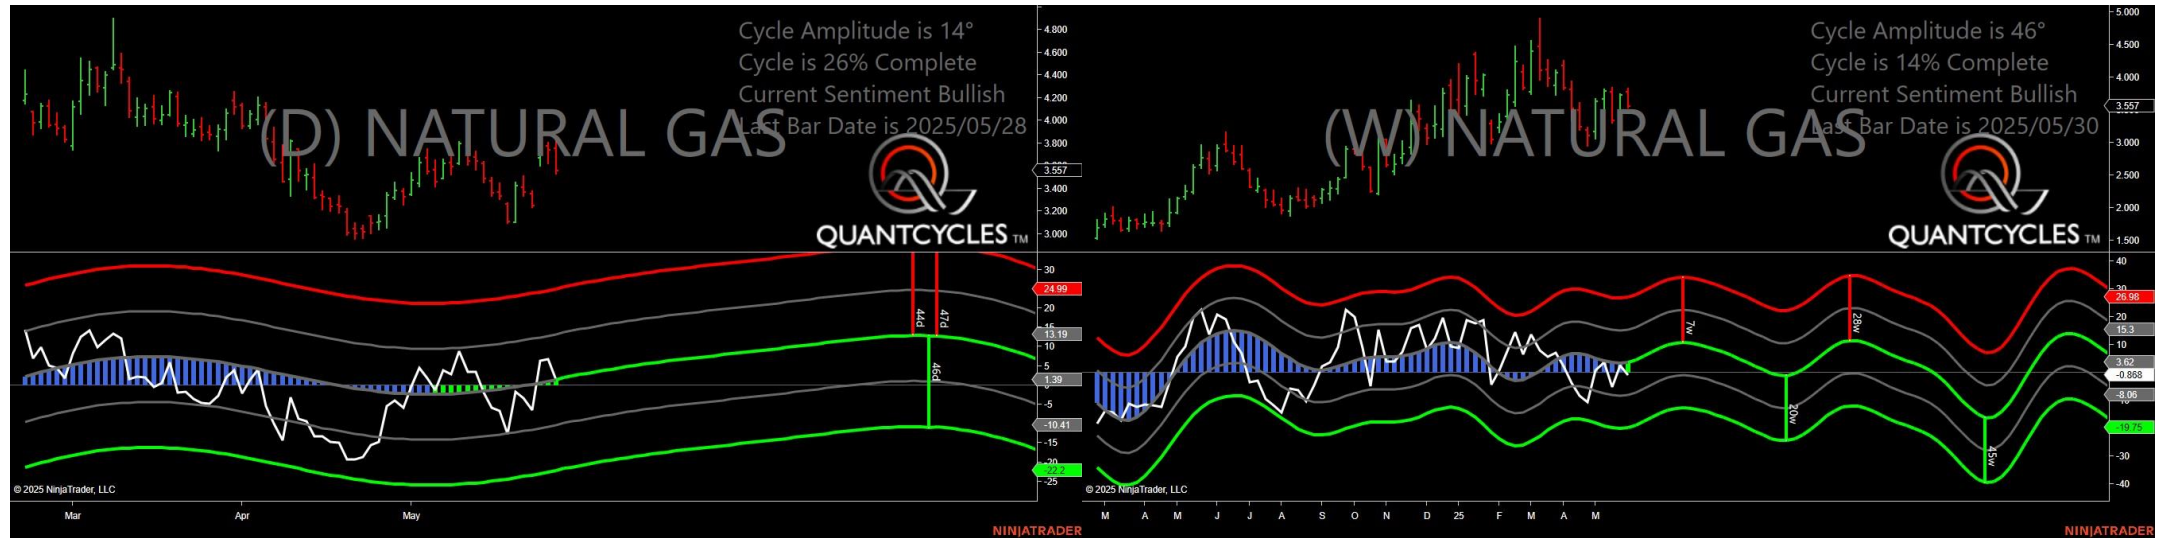 Cycle Amplitude is 14°
Cycle is 26% Complete
Current Sentiment Bullish
Last Bar Date is 2025/05/28
(D) NATURAL GAS
QUANTCYCLES TM
4.800
4.600
4.400
4.200
4.000
3.800
3.557
3.400
3.200
3.000
30
24.99
20
13.19
10
5
1.39
-5
-10.41
-15
-22.2
-25
44d
47d
46d
© 2025 NinjaTrader, LLC
Mar Apr May
NINJATRADER
Cycle Amplitude is 46°
Cycle is 14% Complete
Current Sentiment Bullish
Last Bar Date is 2025/05/30
(W) NATURAL GAS
QUANTCYCLES TM
5.000
4.500
4.000
3.557
3.000
2.500
2.000
1.500
40
26.98
20
15.3
10
3.62
-0.868
-8.06
-19.75
-30
-40
7w
28w
20w
45w
© 2025 NinjaTrader, LLC
M A M J J A S O N D 25 F M A M
NINJATRADER